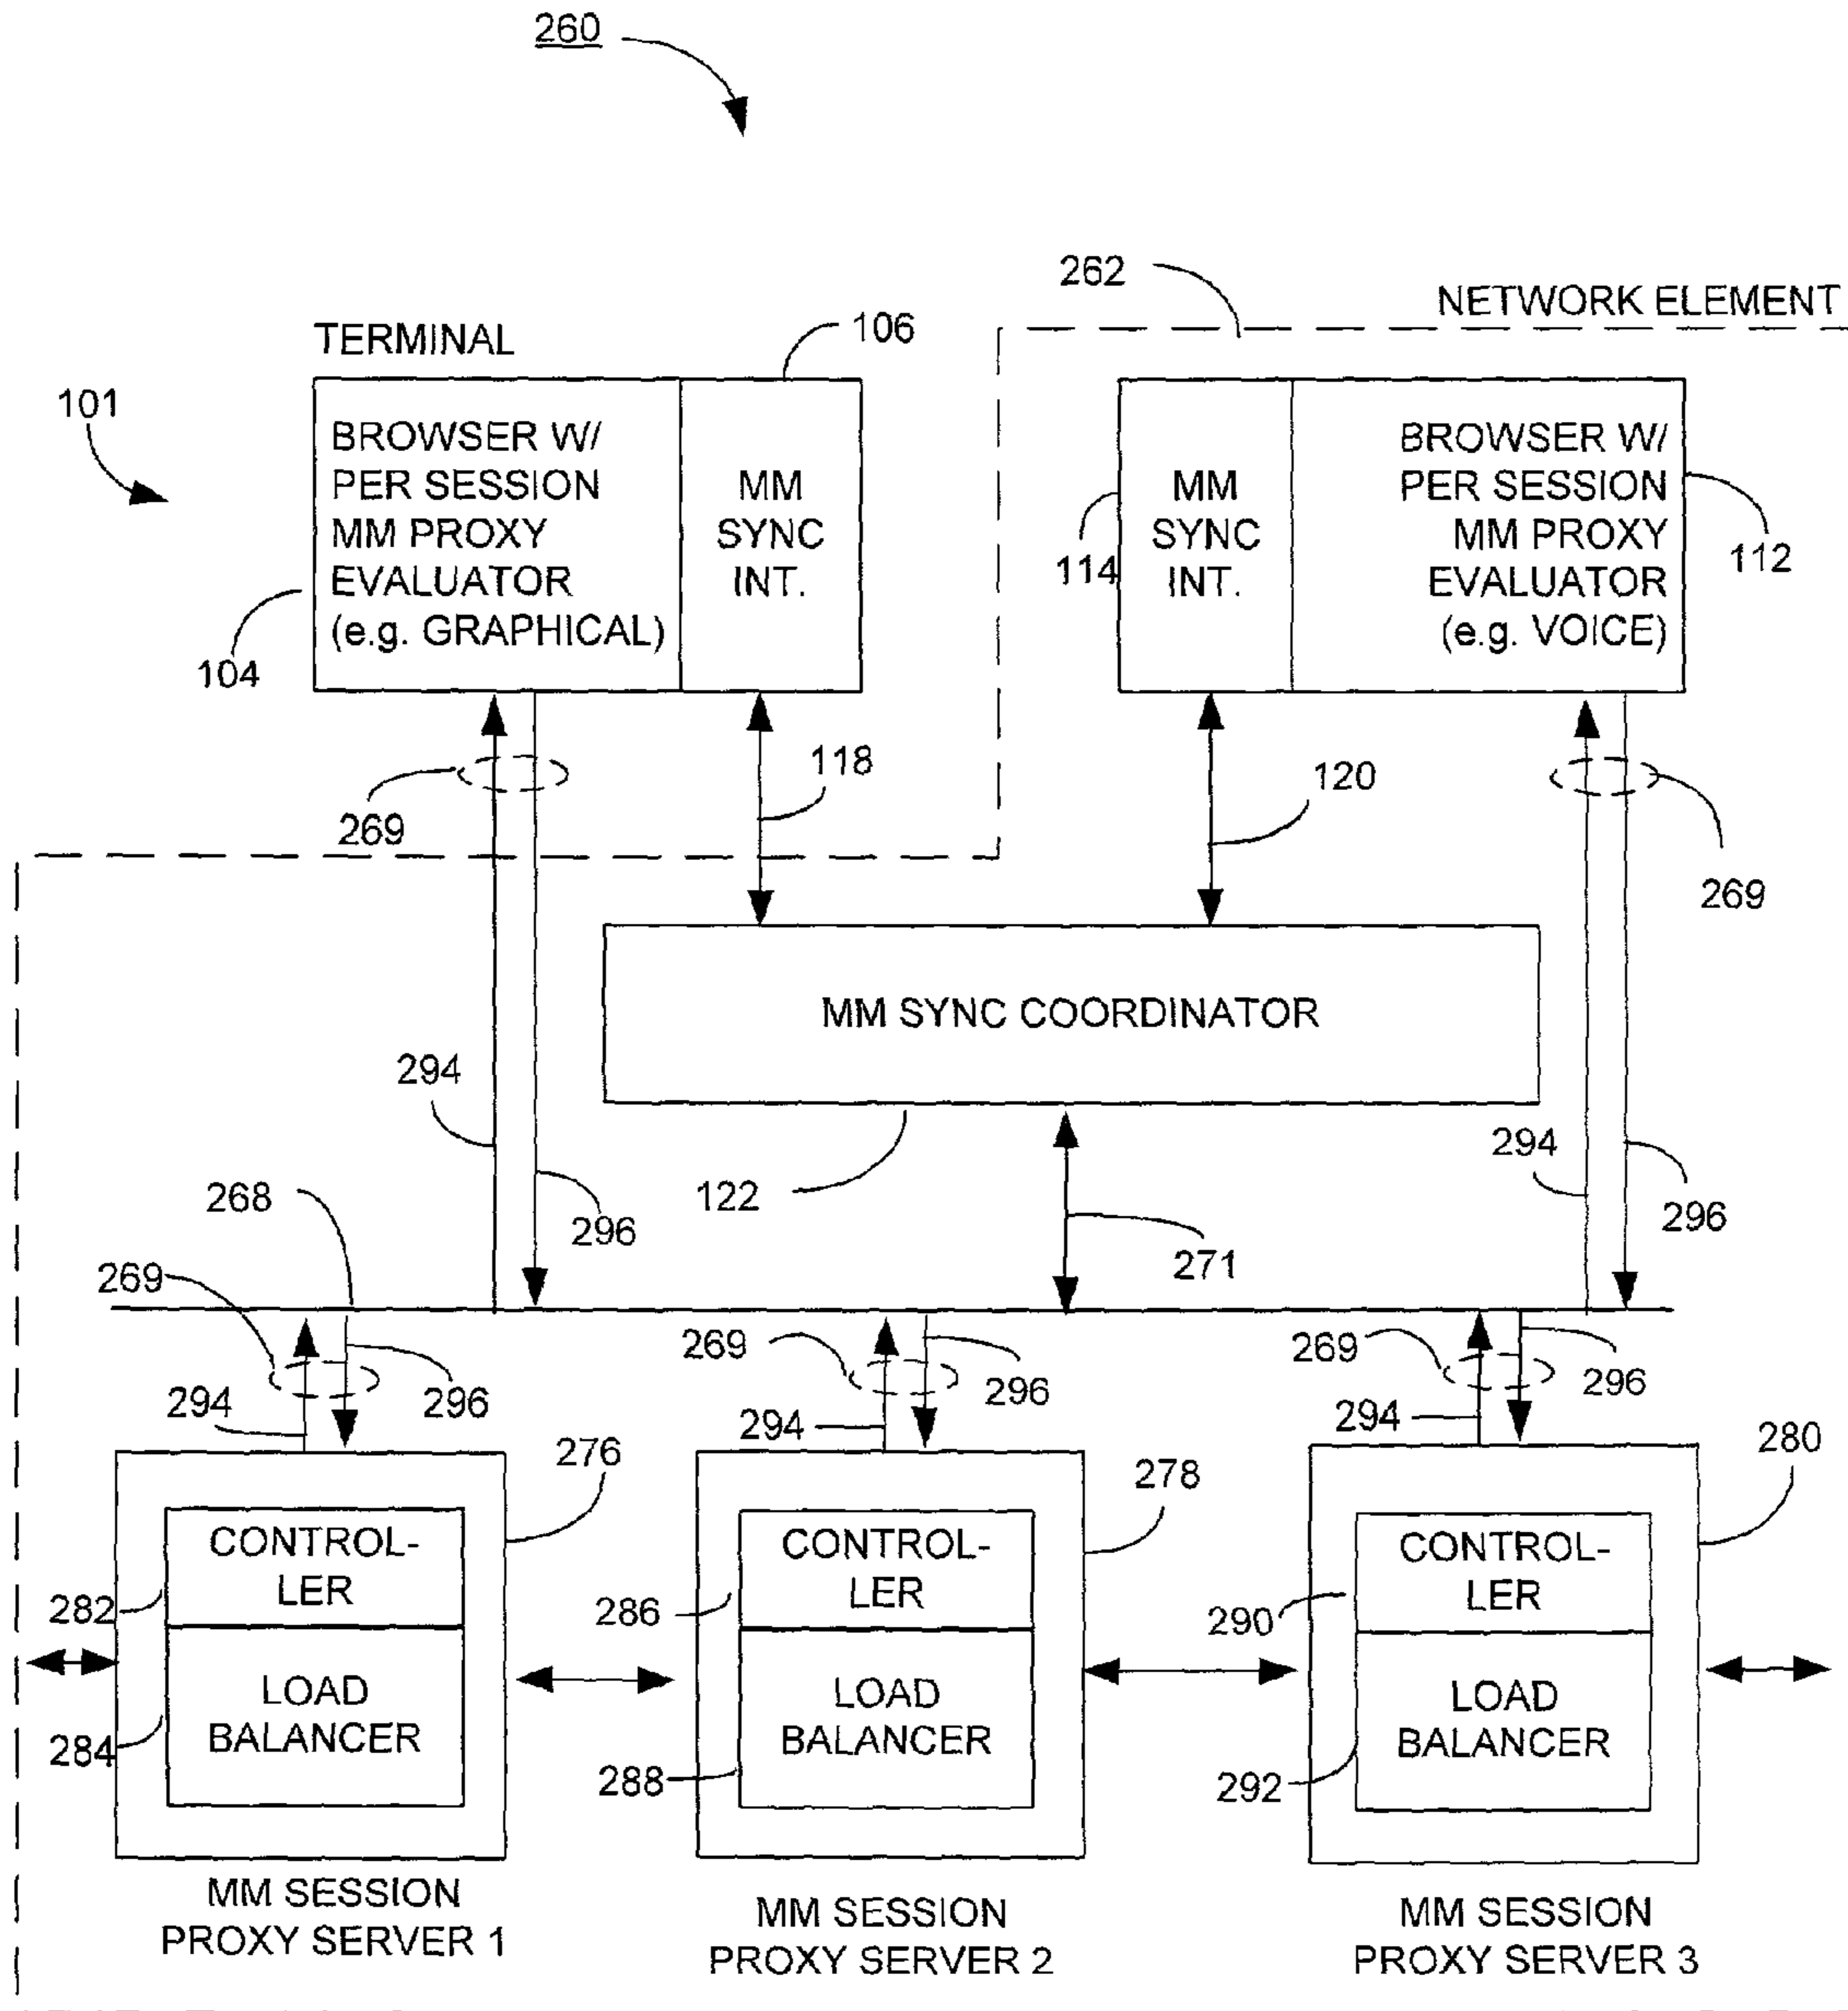 260
262
NETWORK ELEMENT
TERMINAL
106
101
BROWSER W/
PER SESSION
MM PROXY
EVALUATOR
(e.g. GRAPHICAL)
MM
SYNC
INT.
104
114
MM
SYNC
INT.
BROWSER W/
PER SESSION
MM PROXY
EVALUATOR
(e.g. VOICE)
112
269
118
120
269
MM SYNC COORDINATOR
294
296
122
271
294
296
268
269
294
296
269
294
296
269
294
296
276
278
280
CONTROL-
LER
282
LOAD
BALANCER
284
CONTROL-
LER
286
LOAD
BALANCER
288
CONTROL-
LER
290
LOAD
BALANCER
292
MM SESSION
PROXY SERVER 1
MM SESSION
PROXY SERVER 2
MM SESSION
PROXY SERVER 3